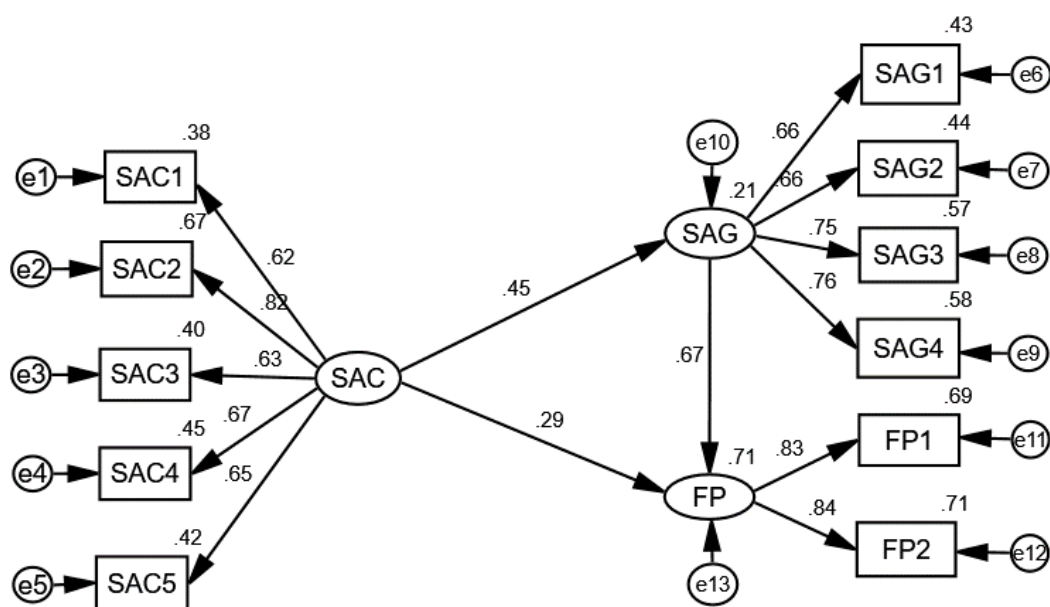 .43
SAG1
e6
.66
.38
e10
.44
e1
SAC1
SAG2
e7
.66
.21
.67
SAG
.57
e2
SAC2
.62
.75
SAG3
e8
.82
.45
.76
.40
.58
e3
SAC3
.63
SAC
.67
SAG4
e9
.67
.29
.69
.45
.83
FP1
e11
e4
SAC4
.65
.71
FP
.84
.71
.42
FP2
e12
e5
SAC5
e13